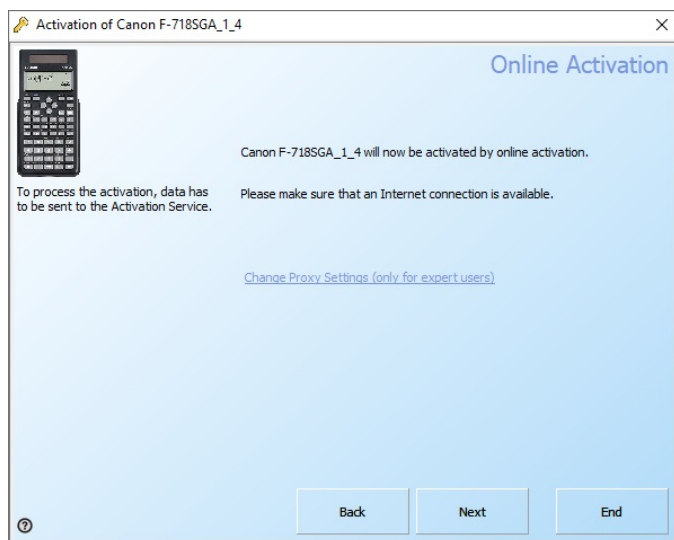 Activation of Canon F-718SGA_1_4
Online Activation
Canon F-718SGA_1_4 will now be activated by online activation.
To process the activation, data has
to be sent to the Activation Service.
Please make sure that an Internet connection is available.
Change Proxy Settings (only for expert users)
Back
Next
End